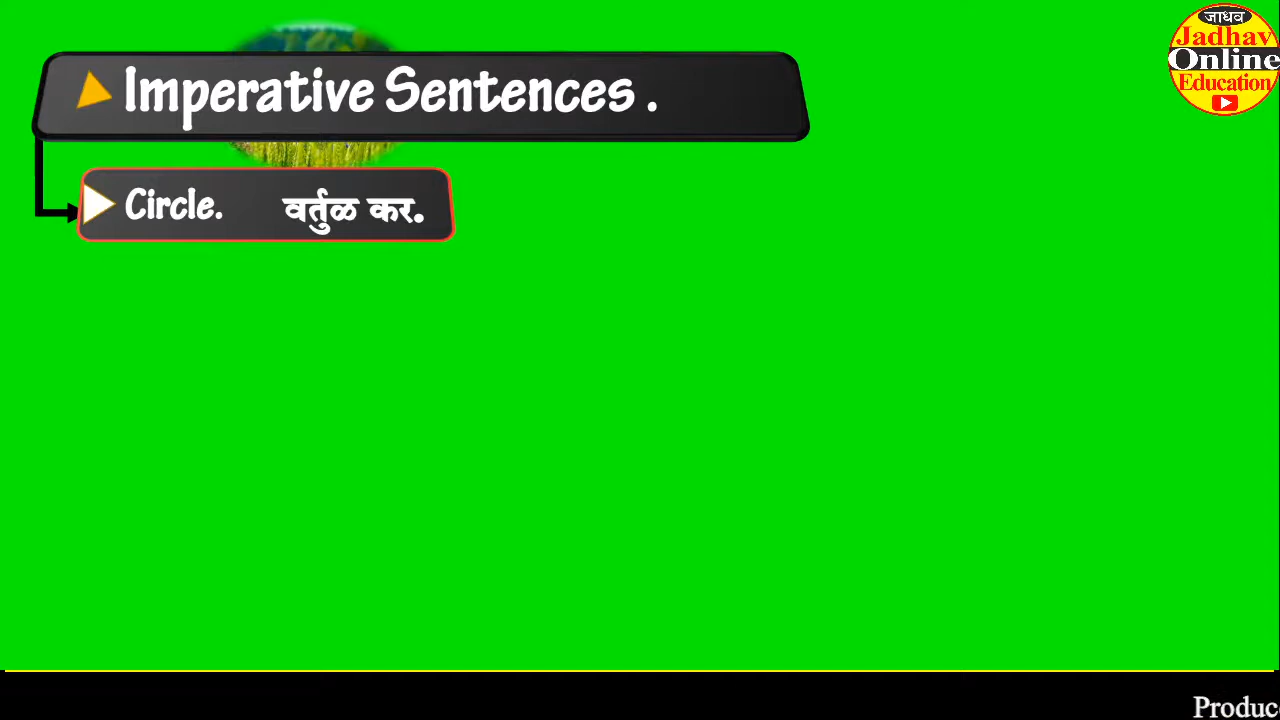 जाधव
Jadhav
Online
Education
Imperative Sentences .
Circle. वर्तुळ कर.
Produc